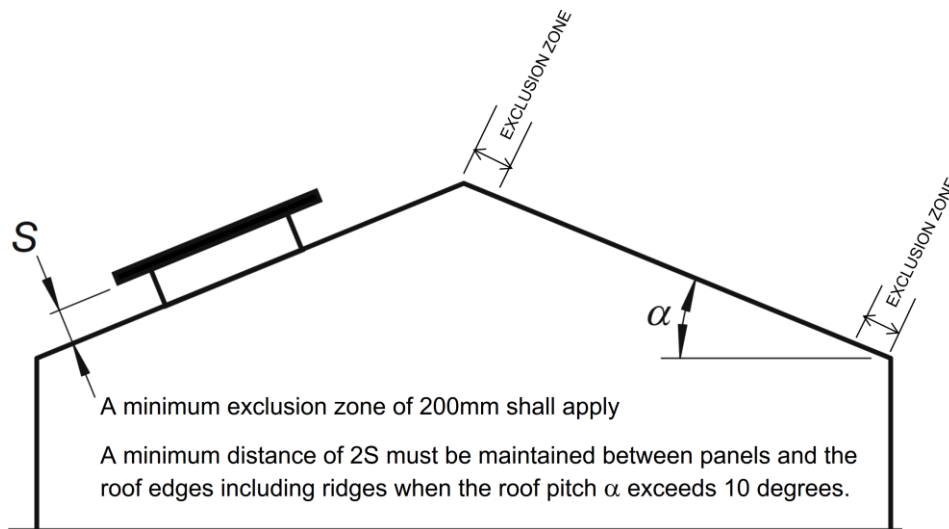 EXCLUSION ZONE
EXCLUSION ZONE
S
α
A minimum exclusion zone of 200mm shall apply
A minimum distance of 2S must be maintained between panels and the
roof edges including ridges when the roof pitch α exceeds 10 degrees.